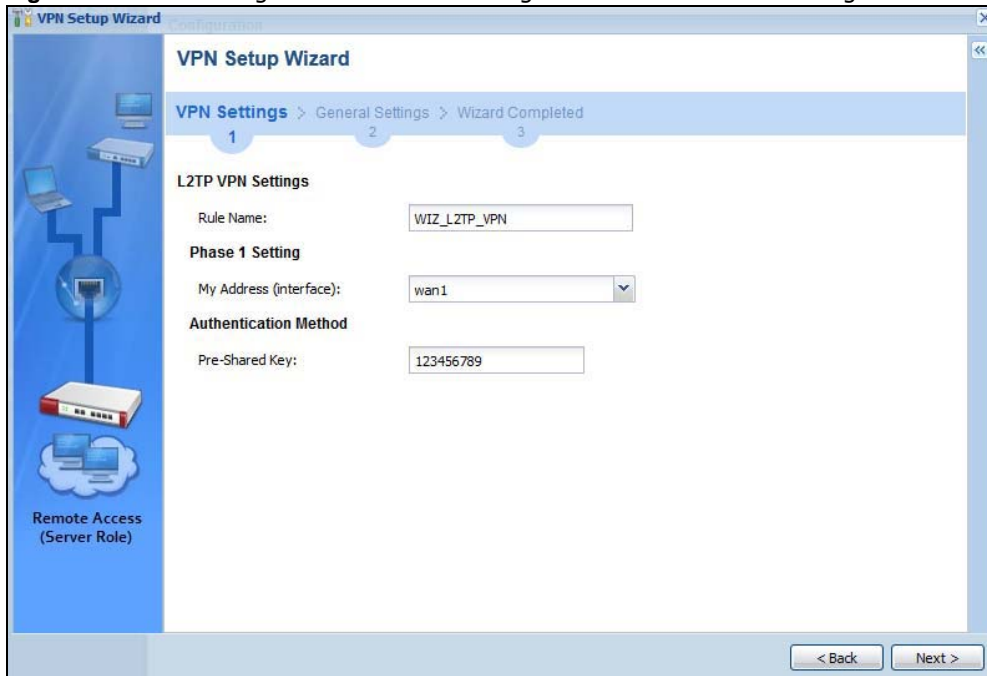 VPN Setup Wizard
Configuration
VPN Setup Wizard
VPN Settings > General Settings > Wizard Completed
1 2 3
L2TP VPN Settings
Rule Name: WIZ_L2TP_VPN
Phase 1 Setting
My Address (interface): wan1
Authentication Method
Pre-Shared Key: 123456789
Remote Access
(Server Role)
< Back Next >